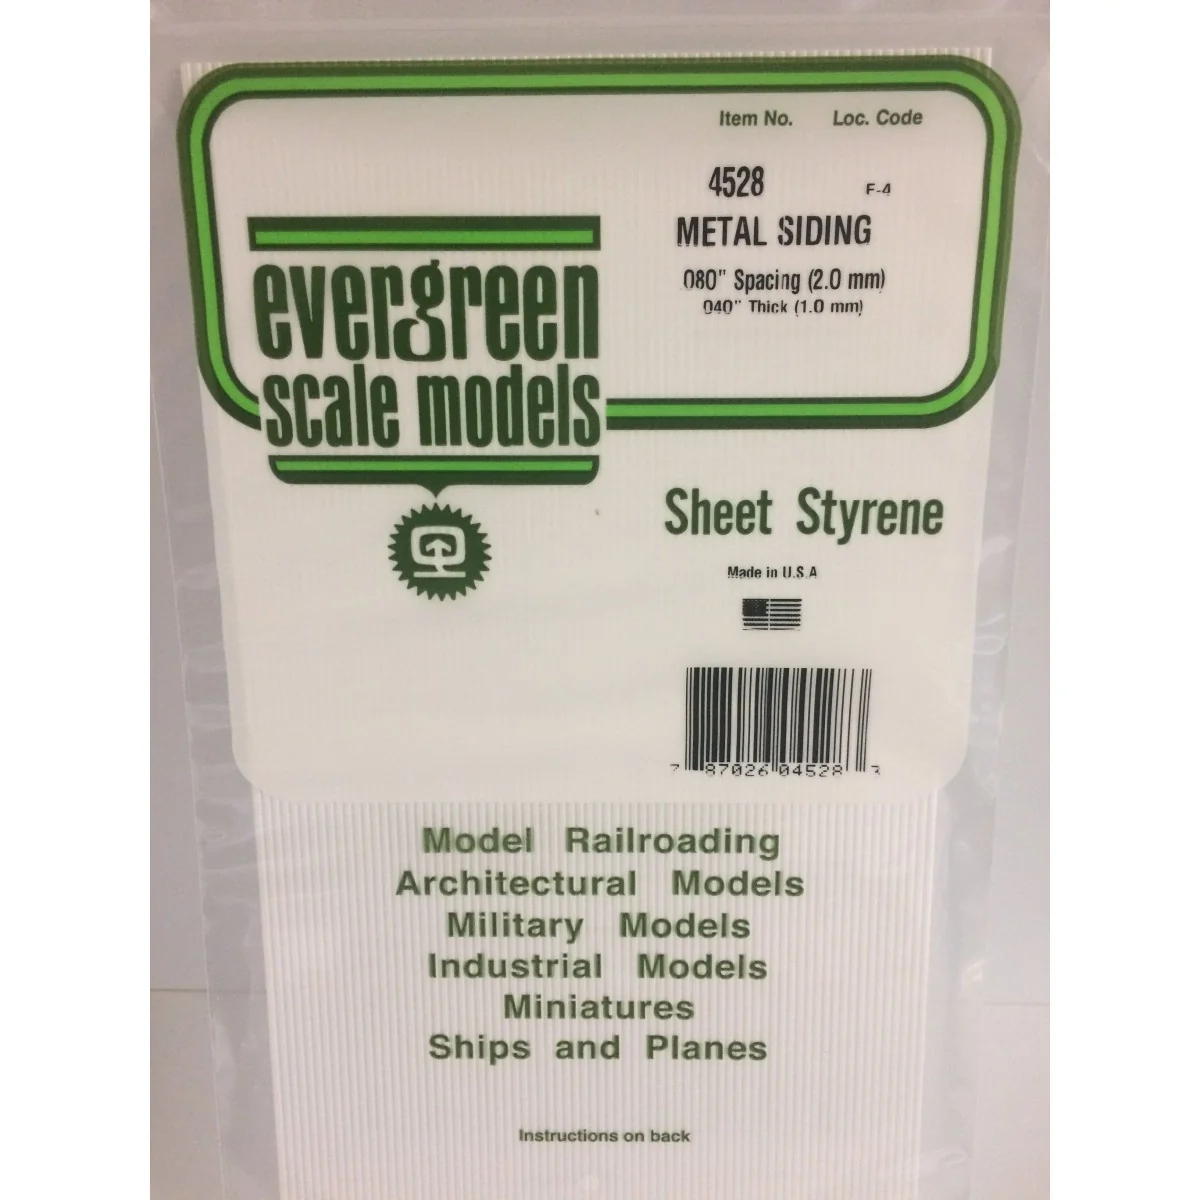 Item No. Loc. Code
4528 F-4
METAL SIDING
.080" Spacing (2.0 mm)
.040" Thick (1.0 mm)
evergreen
scale models
Sheet Styrene
Made in U.S.A
7 87026 04528 3
Model Railroading
Architectural Models
Military Models
Industrial Models
Miniatures
Ships and Planes
Instructions on back